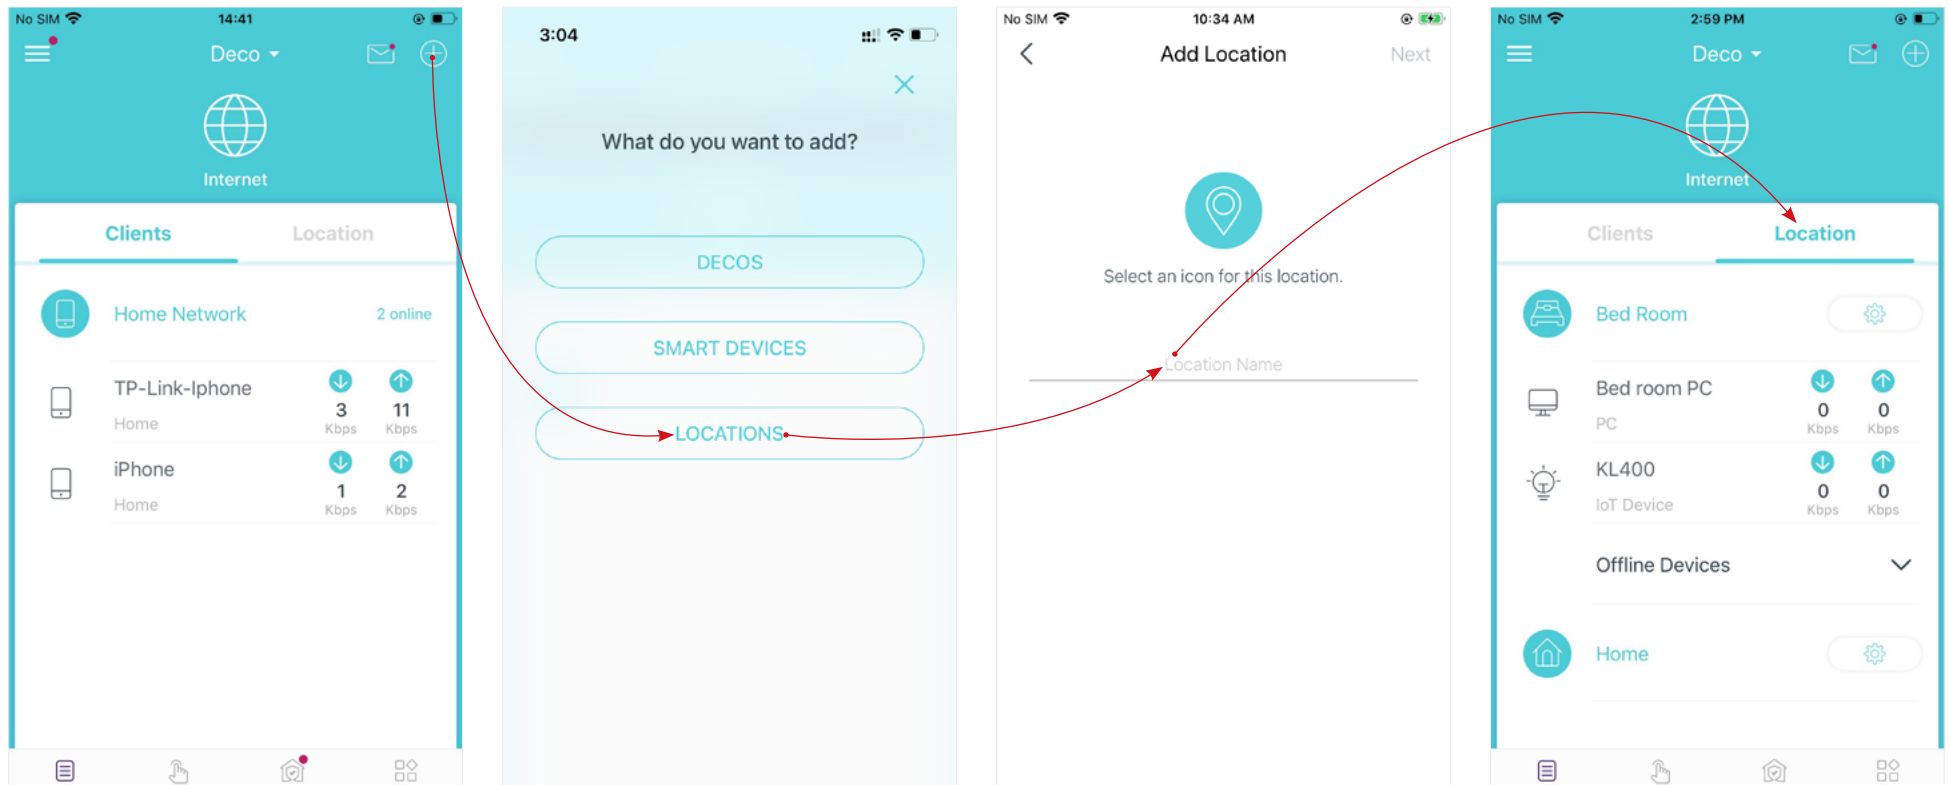 No SIM
14:41
Deco
Internet
Clients
Location
Home Network
2 online
TP-Link-Iphone
Home
3
Kbps
11
Kbps
iPhone
Home
1
Kbps
2
Kbps
3:04
What do you want to add?
DECOS
SMART DEVICES
LOCATIONS
No SIM
10:34 AM
Add Location
Next
Select an icon for this location.
Location Name
No SIM
2:59 PM
Deco
Internet
Clients
Location
Bed Room
Bed room PC
PC
0
Kbps
0
Kbps
KL400
IoT Device
0
Kbps
0
Kbps
Offline Devices
Home